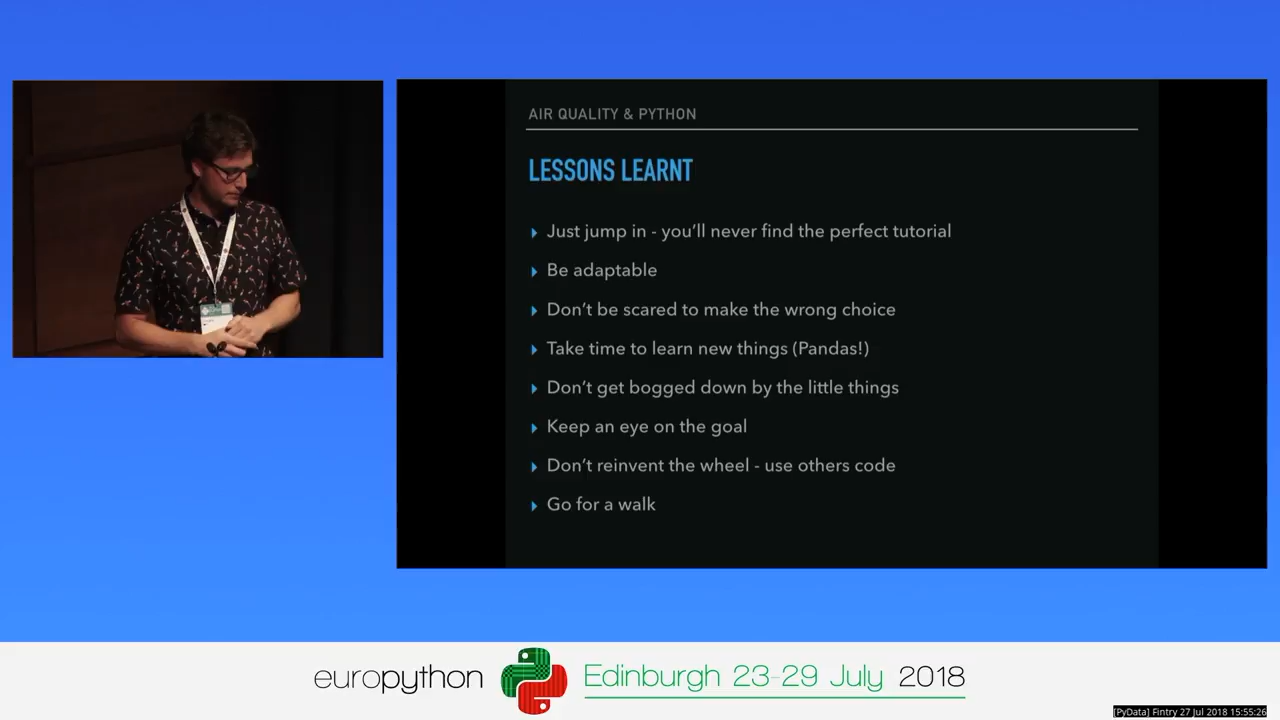 AIR QUALITY & PYTHON
LESSONS LEARNT
Just jump in - you'll never find the perfect tutorial
Be adaptable
Don't be scared to make the wrong choice
Take time to learn new things (Pandas!)
Don't get bogged down by the little things
Keep an eye on the goal
Don't reinvent the wheel - use others code
Go for a walk
europython Edinburgh 23-29 July 2018
[PyData] Fintry 27 Jul 2018 15:55:26